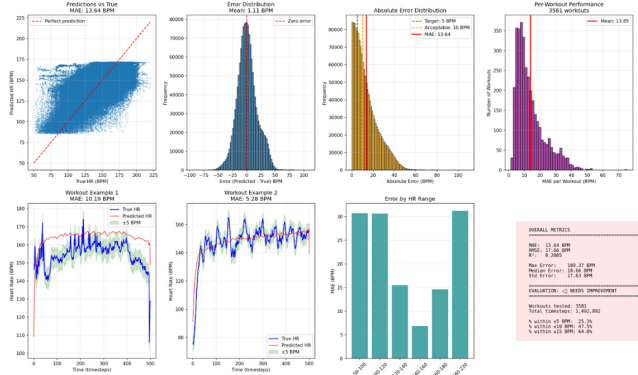 Predictions vs True
MAE: 13.64 BPM
Perfect prediction
Predicted HR (BPM)
True HR (BPM)
Error Distribution
Mean: 1.11 BPM
Zero error
Frequency
Error (Predicted - True) BPM
Absolute Error Distribution
Target: 5 BPM
Acceptable: 10 BPM
MAE: 13.64
Frequency
Absolute Error (BPM)
Per-Workout Performance
3581 workouts
Mean: 13.85
Number of Workouts
MAE per Workout (BPM)
Workout Example 1
MAE: 10.19 BPM
True HR
Predicted HR
±5 BPM
Heart Rate (BPM)
Time (timesteps)
Workout Example 2
MAE: 5.28 BPM
True HR
Predicted HR
±5 BPM
Heart Rate (BPM)
Time (timesteps)
Error by HR Range
MAE (BPM)
OVERALL METRICS
MAE: 13.64 BPM
RMSE: 17.66 BPM
R²: 0.2005
Max Error: 109.37 BPM
Median Error: 10.66 BPM
Std Error: 17.63 BPM
EVALUATION: NEEDS IMPROVEMENT
Workouts tested: 3581
Total timesteps: 1,492,892
% within ±5 BPM: 25.3%
% within ±10 BPM: 47.5%
% within ±15 BPM: 64.0%